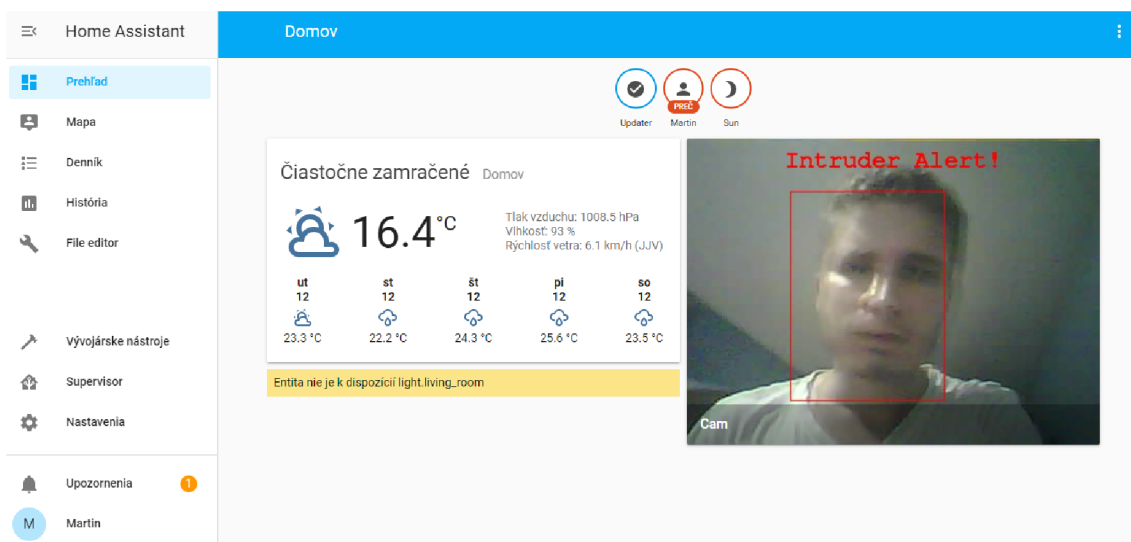 Home Assistant
Domov
Prehľad
Mapa
Denník
História
File editor
Vývojárske nástroje
Supervisor
Nastavenia
Upozornenia 1
M Martin
PREČ
Updater Martin Sun
Čiastočne zamračené Domov
16.4 °C
Tlak vzduchu: 1008.5 hPa
Vlhkosť: 93 %
Rýchlosť vetra: 6.1 km/h (JJV)
ut st št pi so
12 12 12 12 12
23.3 °C 22.2 °C 24.3 °C 25.6 °C 23.5 °C
Entita nie je k dispozícií light.living_room
Intruder Alert!
Cam